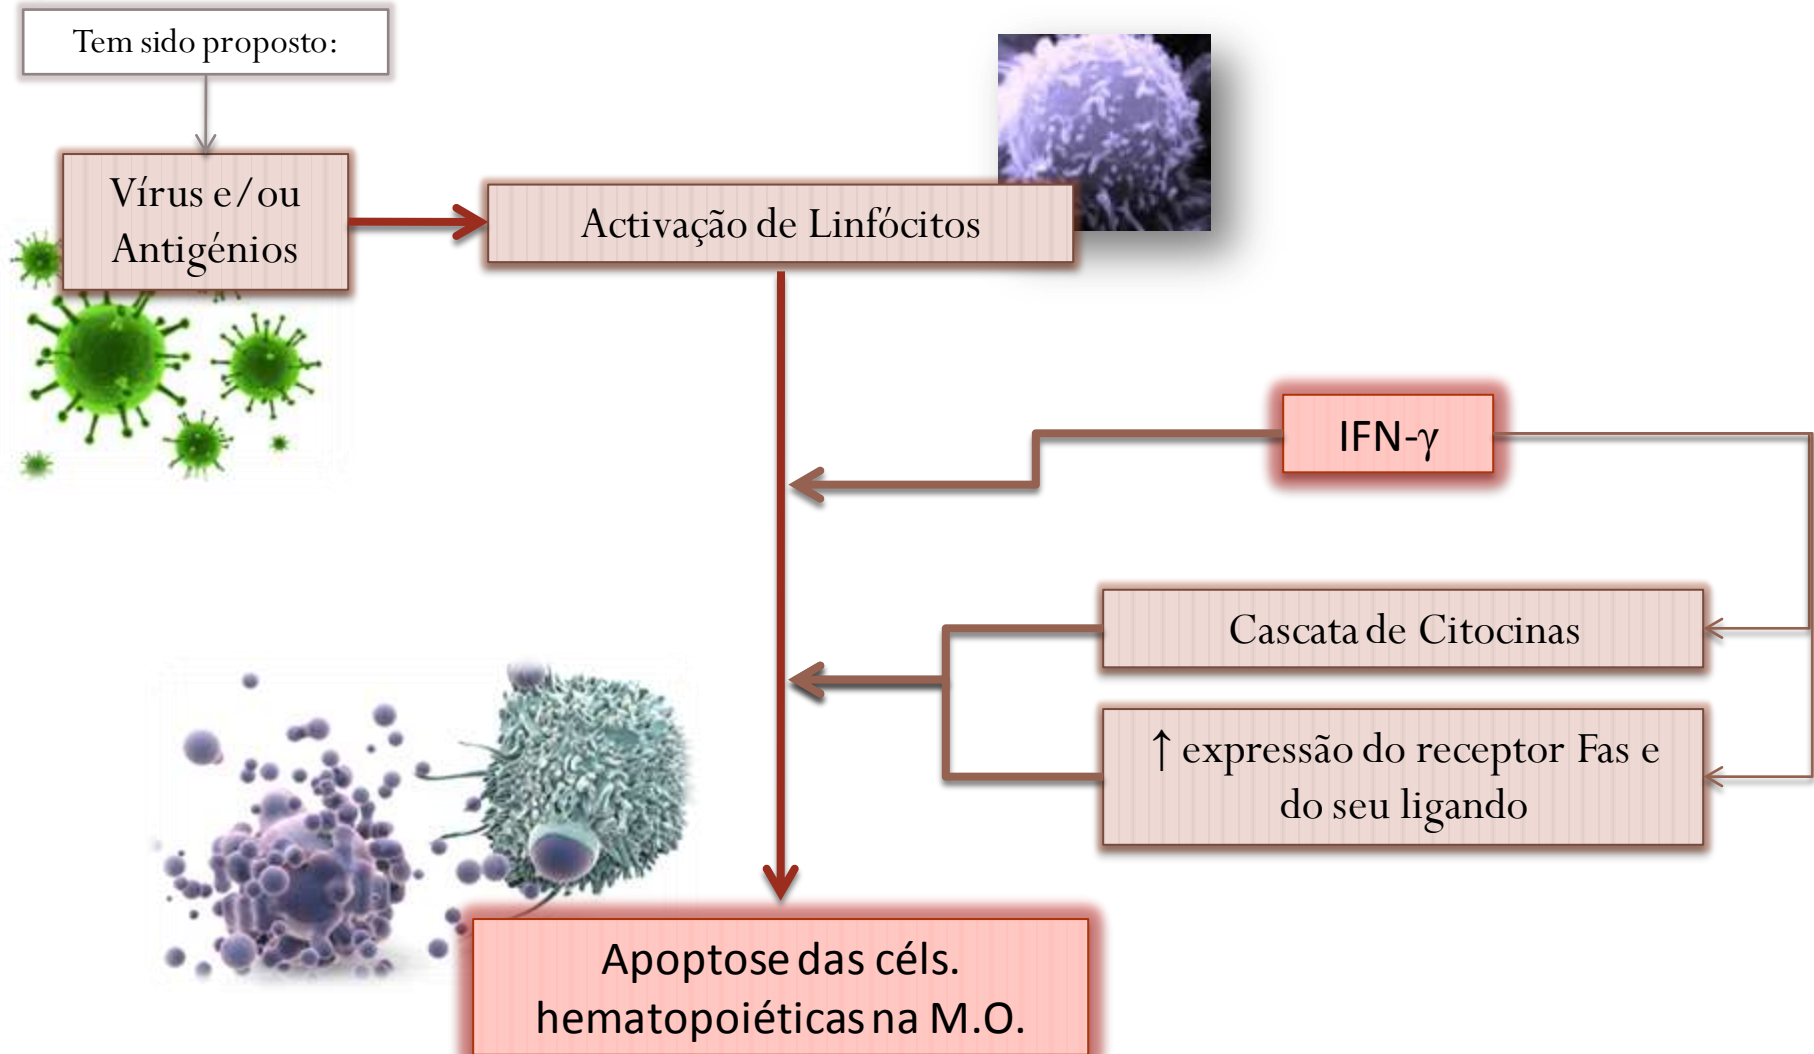 Tem sido proposto:
Vírus e/ou
Antigénios
Activação de Linfócitos
IFN-γ
Cascata de Citocinas
↑ expressão do receptor Fas e
do seu ligando
Apoptose das céls.
hematopoiéticas na M.O.